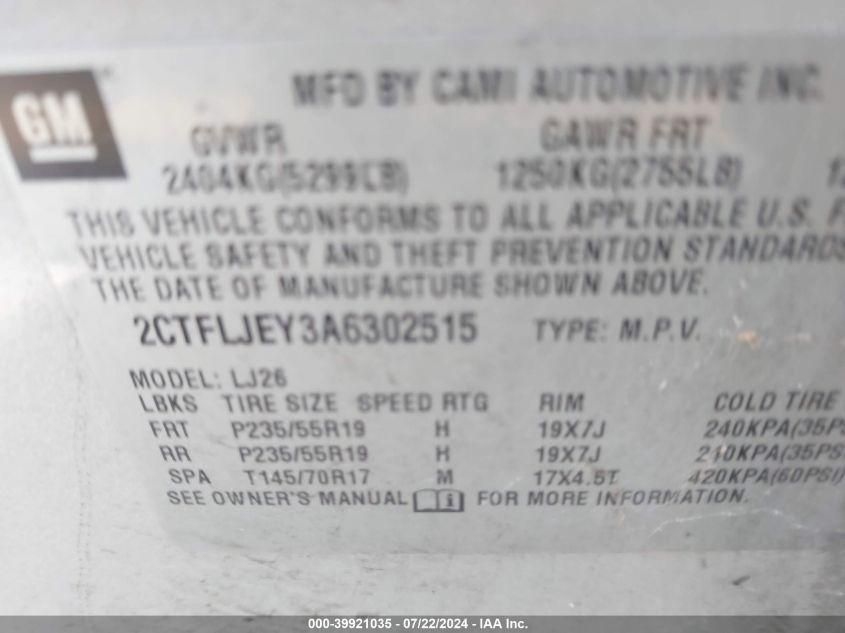 GM
MFD BY CAMI AUTOMOTIVE INC.
GVWR GAWR FRT
2404KG(5299LB) 1250KG(2755LB)
THIS VEHICLE CONFORMS TO ALL APPLICABLE U.S. F
VEHICLE SAFETY AND THEFT PREVENTION STANDARDS
THE DATE OF MANUFACTURE SHOWN ABOVE.
2CTFLJEY3A6302515 TYPE: M.P.V.
MODEL: LJ26
LBKS TIRE SIZE SPEED RTG RIM COLD TIRE
FRT P235/55R19 H 19X7J 240KPA(35PS
RR P235/55R19 H 19X7J 240KPA(35PSI
SPA T145/70R17 M 17X4.5T 420KPA(60PSI)
SEE OWNER'S MANUAL FOR MORE INFORMATION.
000-39921035 - 07/22/2024 - IAA Inc.